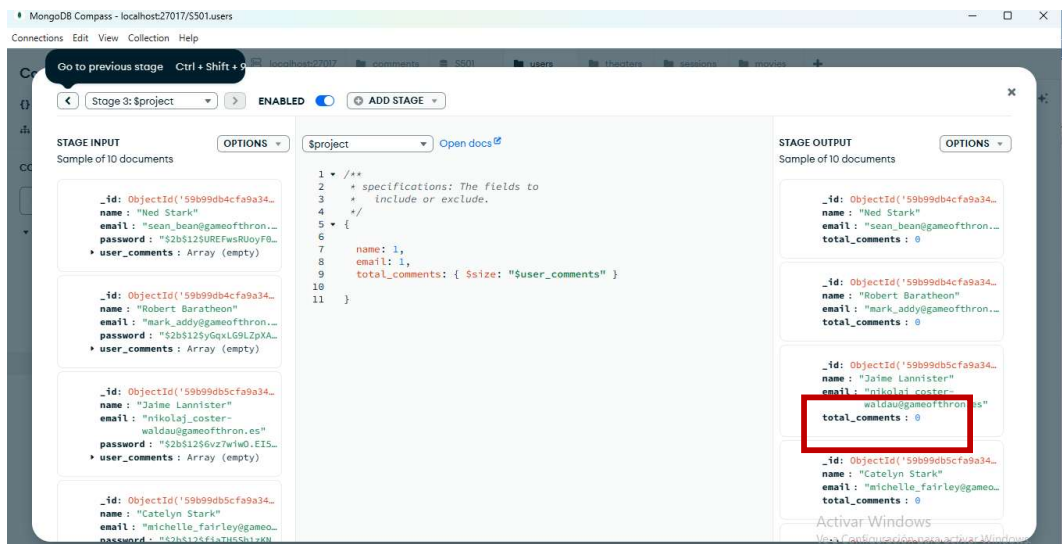 MongoDB Compass - localhost:27017/S501.users
Connections Edit View Collection Help
Go to previous stage Ctrl + Shift + 9
localhost:27017 comments S501 users theaters sessions movies +
Stage 3: $project ENABLED ADD STAGE
STAGE INPUT OPTIONS
Sample of 10 documents
_id: ObjectId('59b99db4cfa9a34…
name : "Ned Stark"
email : "sean_bean@gameofthron.…
password : "$2b$12$UREFwsRUoyF0…
user_comments : Array (empty)
_id: ObjectId('59b99db4cfa9a34…
name : "Robert Baratheon"
email : "mark_addy@gameofthron.…
password : "$2b$12$yGqxLG9LZpXA…
user_comments : Array (empty)
_id: ObjectId('59b99db5cfa9a34…
name : "Jaime Lannister"
email : "nikolaj_coster-
waldau@gameofthron.es"
password : "$2b$12$6vz7wiwO.EI5…
user_comments : Array (empty)
_id: ObjectId('59b99db5cfa9a34…
name : "Catelyn Stark"
email : "michelle_fairley@gameo…
password :
$project Open docs
1 /**
2 * specifications: The fields to
3 * include or exclude.
4 */
5 {
6
7 name: 1,
8 email: 1,
9 total_comments: { $size: "$user_comments" }
10
11 }
STAGE OUTPUT OPTIONS
Sample of 10 documents
_id: ObjectId('59b99db4cfa9a34…
name : "Ned Stark"
email : "sean_bean@gameofthron.…
total_comments : 0
_id: ObjectId('59b99db4cfa9a34…
name : "Robert Baratheon"
email : "mark_addy@gameofthron.…
total_comments : 0
_id: ObjectId('59b99db5cfa9a34…
name : "Jaime Lannister"
email : "nikolaj_coster-
waldau@gameofthron.es"
total_comments : 0
_id: ObjectId('59b99db5cfa9a34…
name : "Catelyn Stark"
email : "michelle_fairley@gameo…
total_comments : 0
Activar Windows